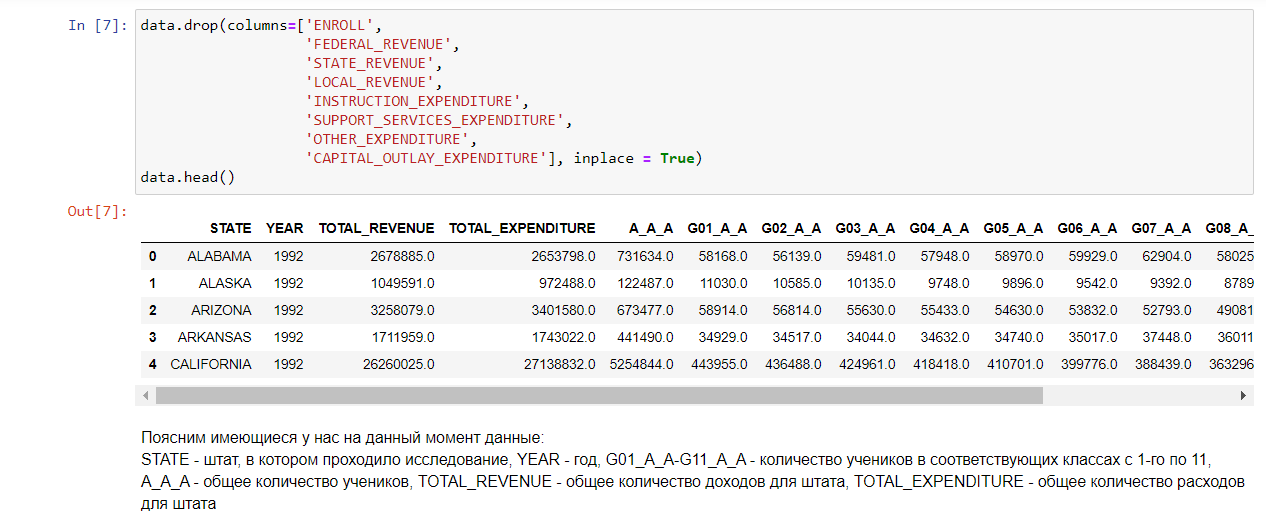 In [7]: data.drop(columns=['ENROLL',
'FEDERAL_REVENUE',
'STATE_REVENUE',
'LOCAL_REVENUE',
'INSTRUCTION_EXPENDITURE',
'SUPPORT_SERVICES_EXPENDITURE',
'OTHER_EXPENDITURE',
'CAPITAL_OUTLAY_EXPENDITURE'], inplace = True)
data.head()
Out[7]:
STATE YEAR TOTAL_REVENUE TOTAL_EXPENDITURE A_A_A G01_A_A G02_A_A G03_A_A G04_A_A G05_A_A G06_A_A G07_A_A G08_A_
0 ALABAMA 1992 2678885.0 2653798.0 731634.0 58168.0 56139.0 59481.0 57948.0 58970.0 59929.0 62904.0 58025
1 ALASKA 1992 1049591.0 972488.0 122487.0 11030.0 10585.0 10135.0 9748.0 9896.0 9542.0 9392.0 8789
2 ARIZONA 1992 3258079.0 3401580.0 673477.0 58914.0 56814.0 55630.0 55433.0 54630.0 53832.0 52793.0 49081
3 ARKANSAS 1992 1711959.0 1743022.0 441490.0 34929.0 34517.0 34044.0 34632.0 34740.0 35017.0 37448.0 36011
4 CALIFORNIA 1992 26260025.0 27138832.0 5254844.0 443955.0 436488.0 424961.0 418418.0 410701.0 399776.0 388439.0 363296
Поясним имеющиеся у нас на данный момент данные:
STATE - штат, в котором проходило исследование, YEAR - год, G01_A_A-G11_A_A - количество учеников в соответствующих классах с 1-го по 11,
A_A_A - общее количество учеников, TOTAL_REVENUE - общее количество доходов для штата, TOTAL_EXPENDITURE - общее количество расходов
для штата